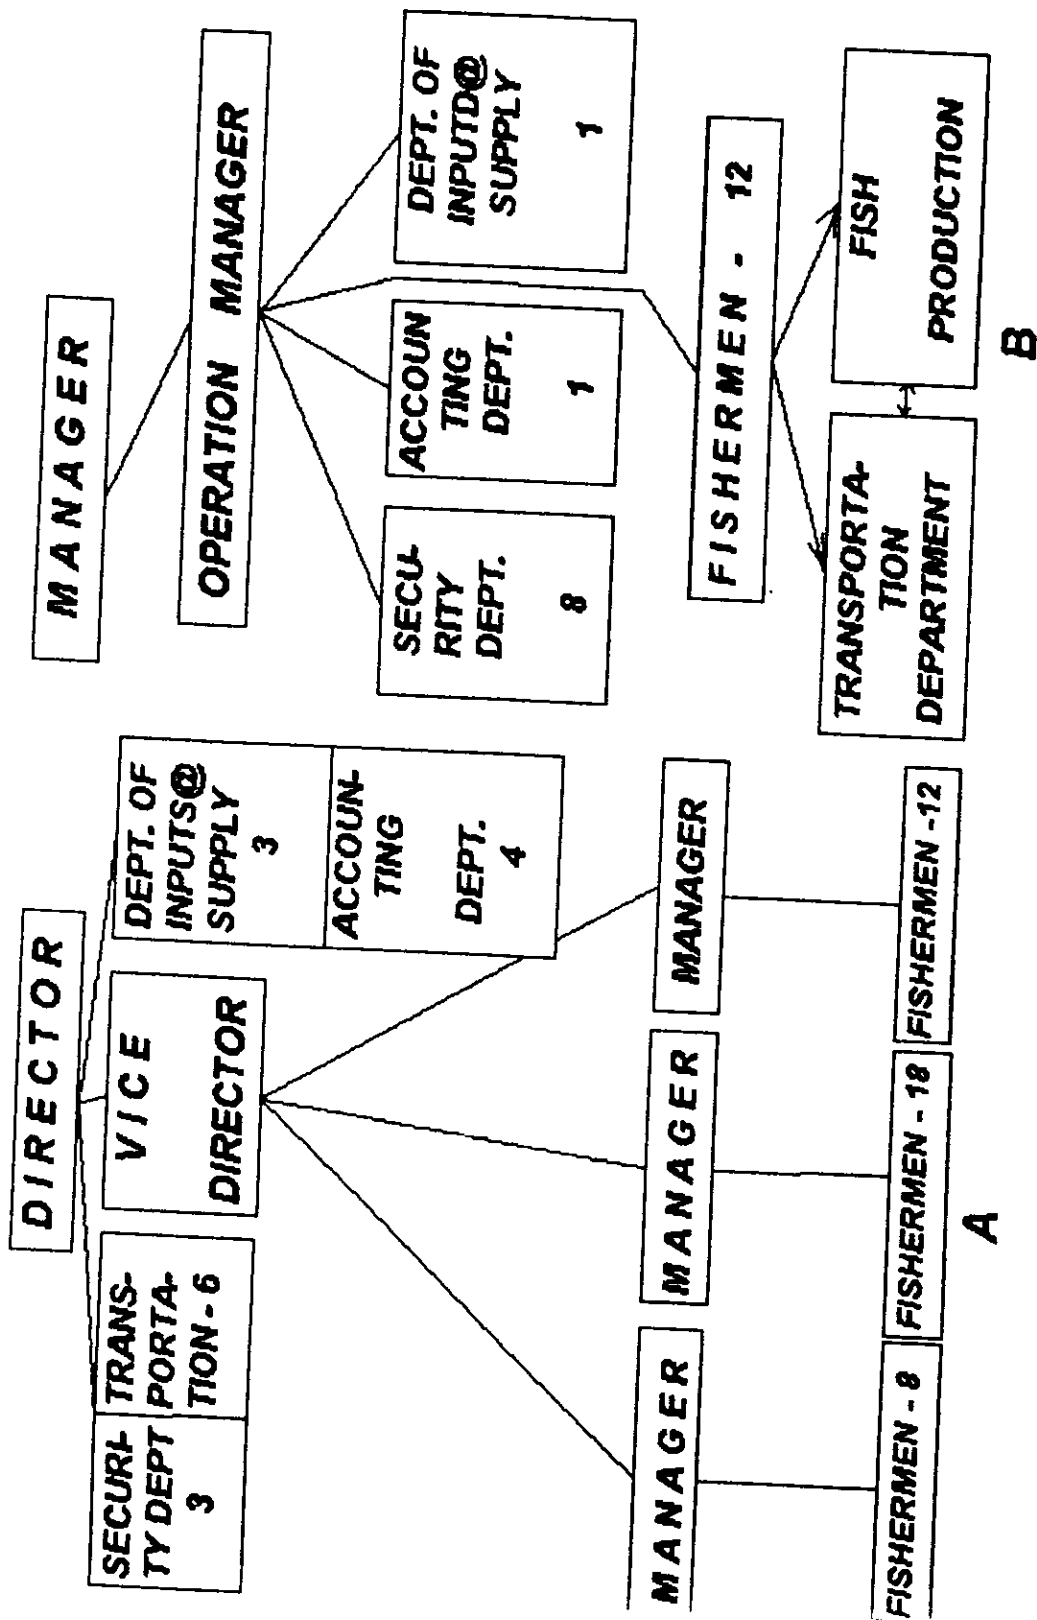 DIRECTOR
SECURI-
TY DEPT
3
TRANS-
PORTA-
TION - 6
VICE
DIRECTOR
DEPT. OF
INPUTS@
SUPPLY
3
ACCOUN-
TING
DEPT.
4
MANAGER
MANAGER
MANAGER
FISHERMEN - 8
FISHERMEN - 18
FISHERMEN -12
A
MANAGER
OPERATION MANAGER
SECU-
RITY
DEPT.
8
ACCOUN
TING
DEPT.
1
DEPT. OF
INPUTD@
SUPPLY
1
FISHERMEN - 12
TRANSPORTA-
TION
DEPARTMENT
FISH
PRODUCTION
B